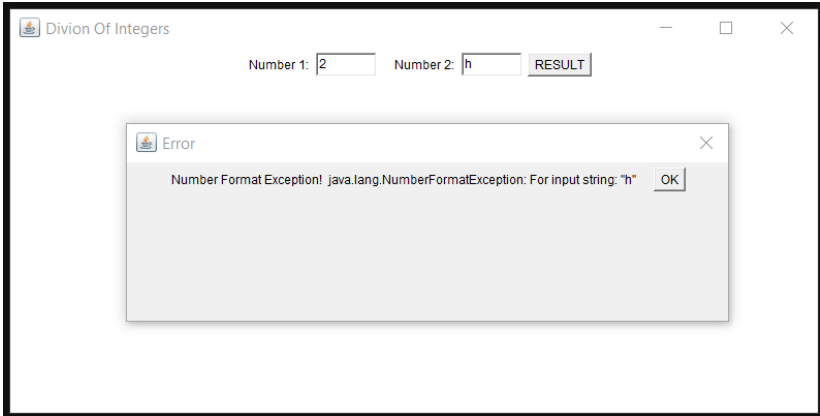 Divion Of Integers
Number 1: 2 Number 2: h RESULT
Error
Number Format Exception! java.lang.NumberFormatException: For input string: "h" OK